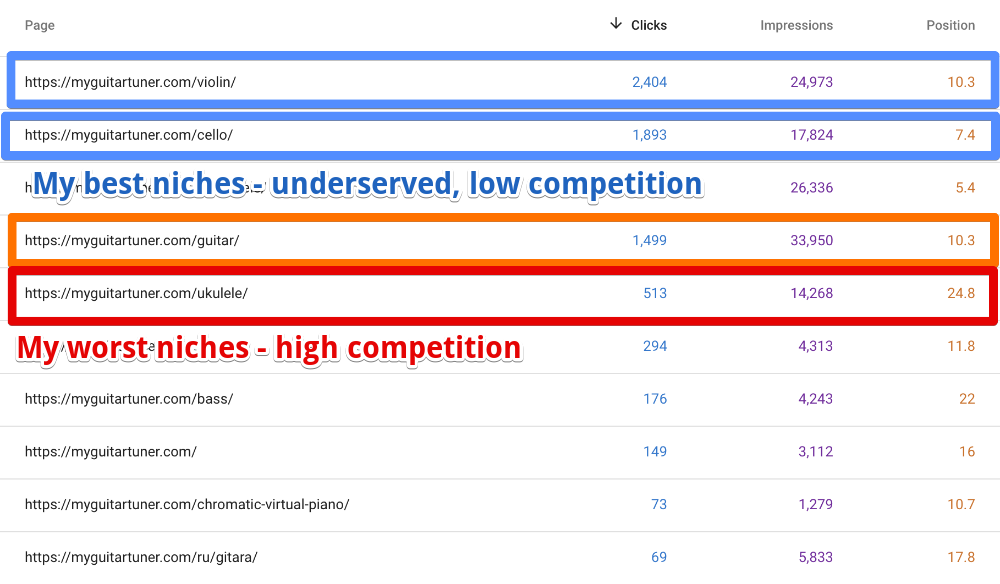 Page ↓ Clicks Impressions Position
https://myguitartuner.com/violin/ 2,404 24,973 10.3
https://myguitartuner.com/cello/ 1,893 17,824 7.4
My best niches - underserved, low competition
26,336 5.4
https://myguitartuner.com/guitar/ 1,499 33,950 10.3
https://myguitartuner.com/ukulele/ 513 14,268 24.8
My worst niches - high competition
294 4,313 11.8
https://myguitartuner.com/bass/ 176 4,243 22
https://myguitartuner.com/ 149 3,112 16
https://myguitartuner.com/chromatic-virtual-piano/ 73 1,279 10.7
https://myguitartuner.com/ru/gitara/ 69 5,833 17.8